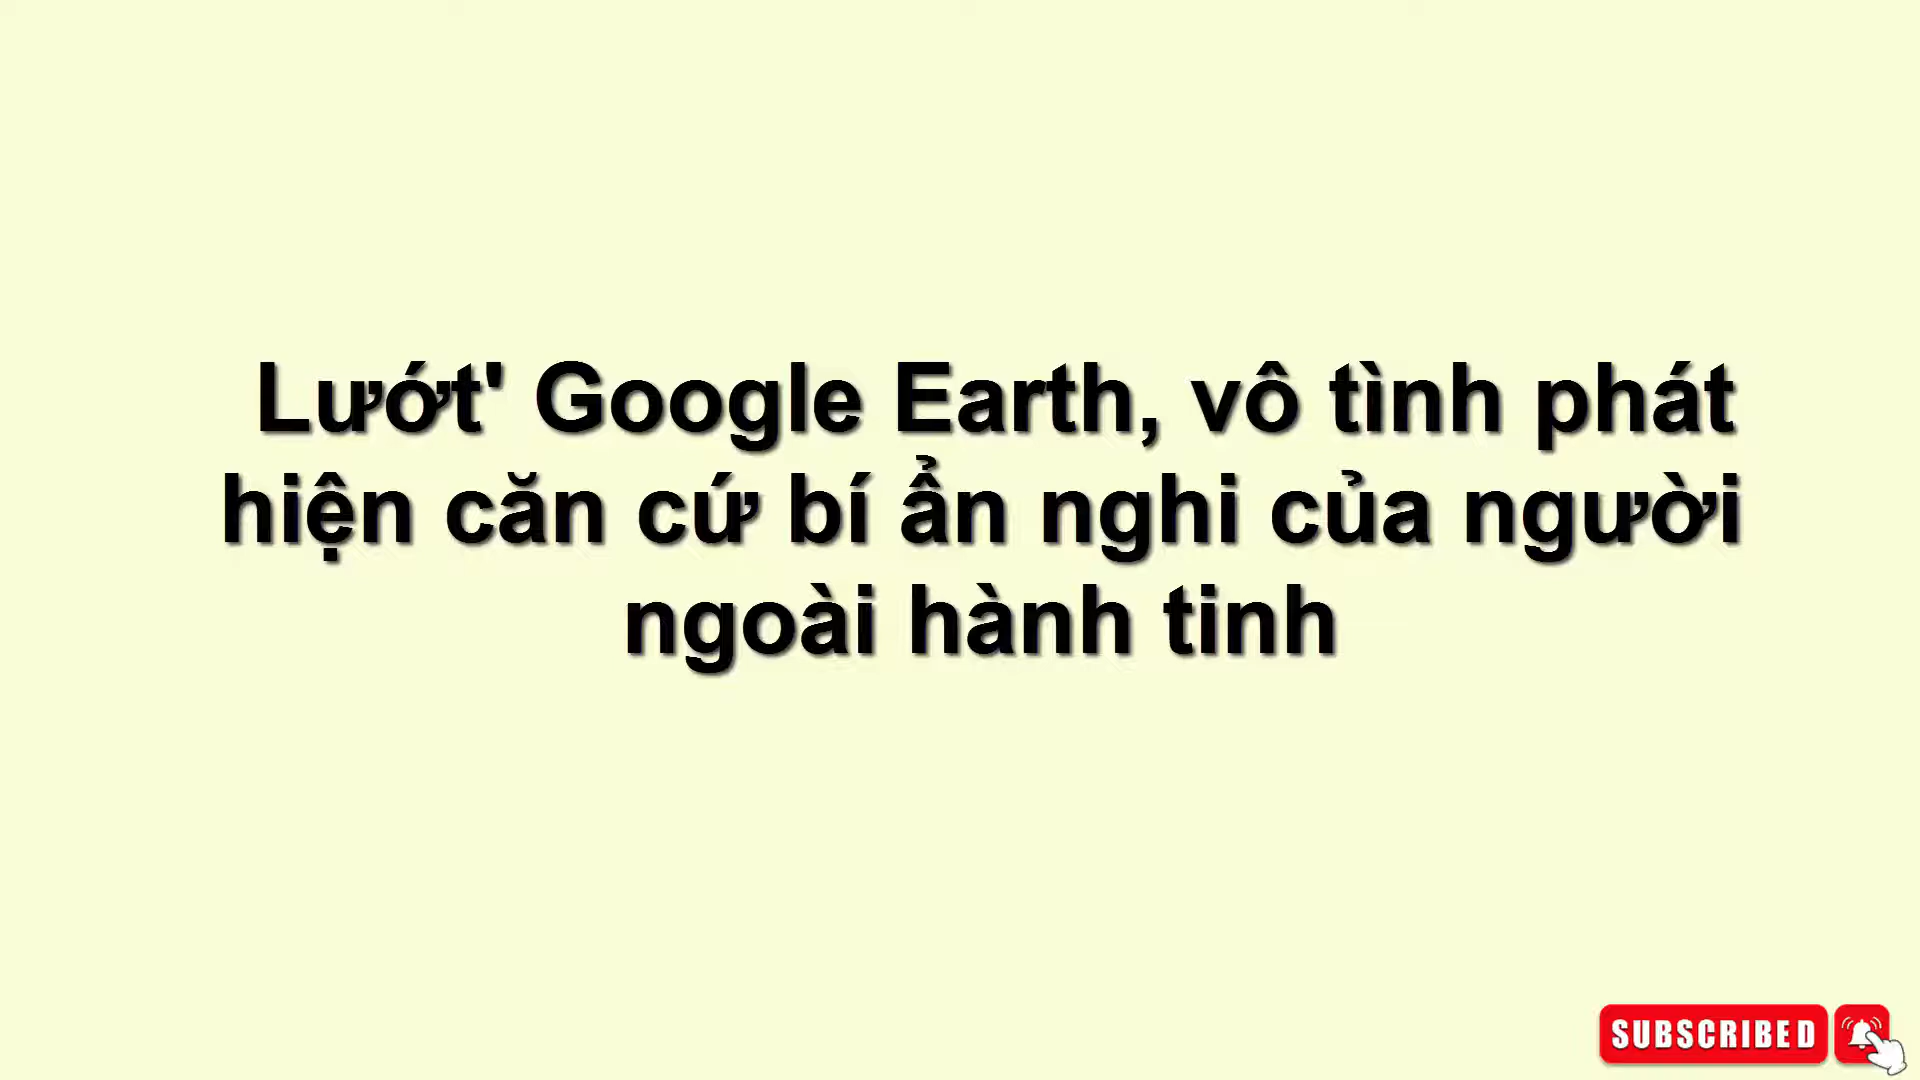 Lướt' Google Earth, vô tình phát
hiện căn cứ bí ẩn nghi của người
ngoài hành tinh
SUBSCRIBED